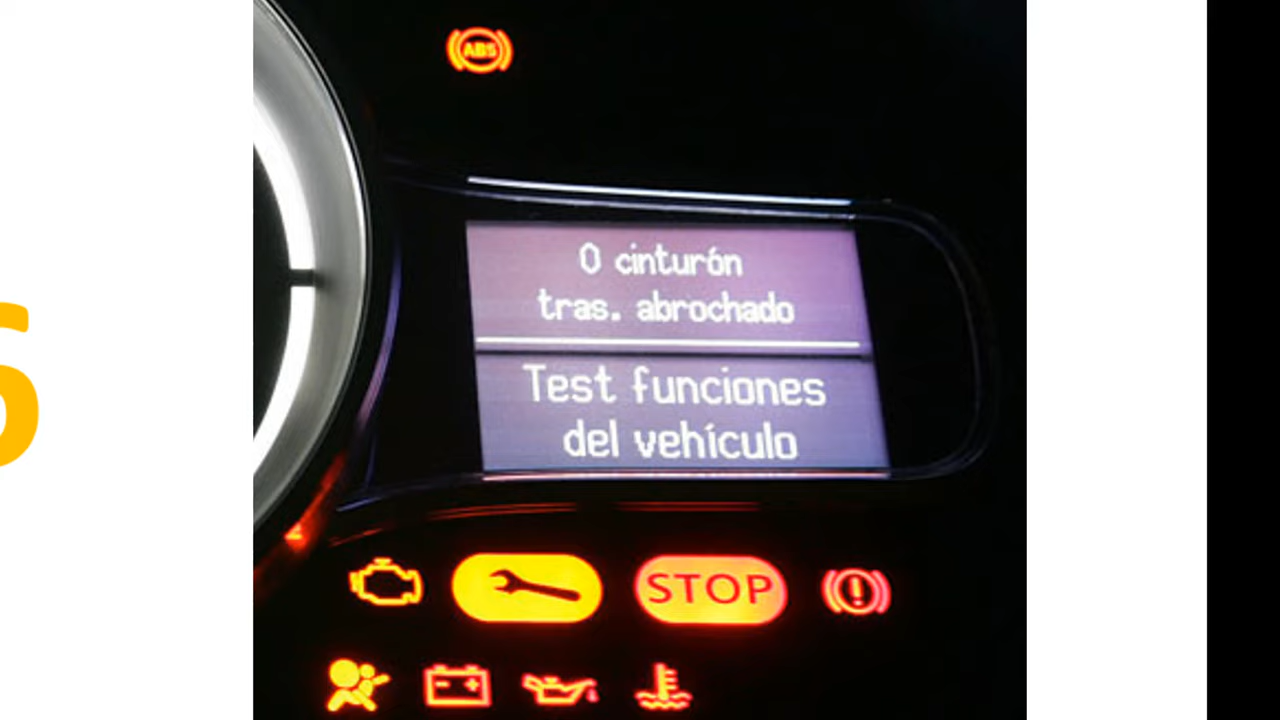 ABS
0 cinturón
tras. abrochado
Test funciones
del vehículo
STOP